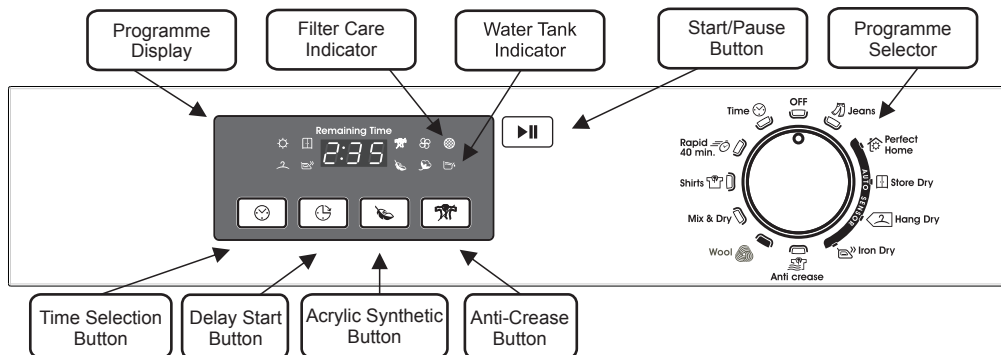 Programme
Display
Filter Care
Indicator
Water Tank
Indicator
Start/Pause
Button
Programme
Selector
Remaining Time
2:35
OFF
Time
Jeans
Rapid
40 min.
Perfect
Home
Shirts
Store Dry
AUTO SENSOR
Mix & Dry
Hang Dry
Wool
Iron Dry
Anti crease
Time Selection
Button
Delay Start
Button
Acrylic Synthetic
Button
Anti-Crease
Button